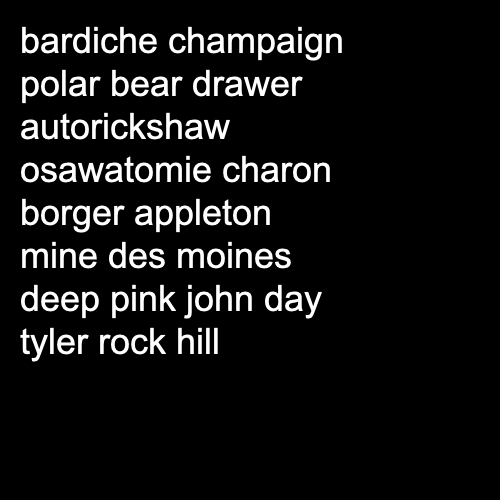 bardiche champaign
polar bear drawer
autorickshaw
osawatomie charon
borger appleton
mine des moines
deep pink john day
tyler rock hill